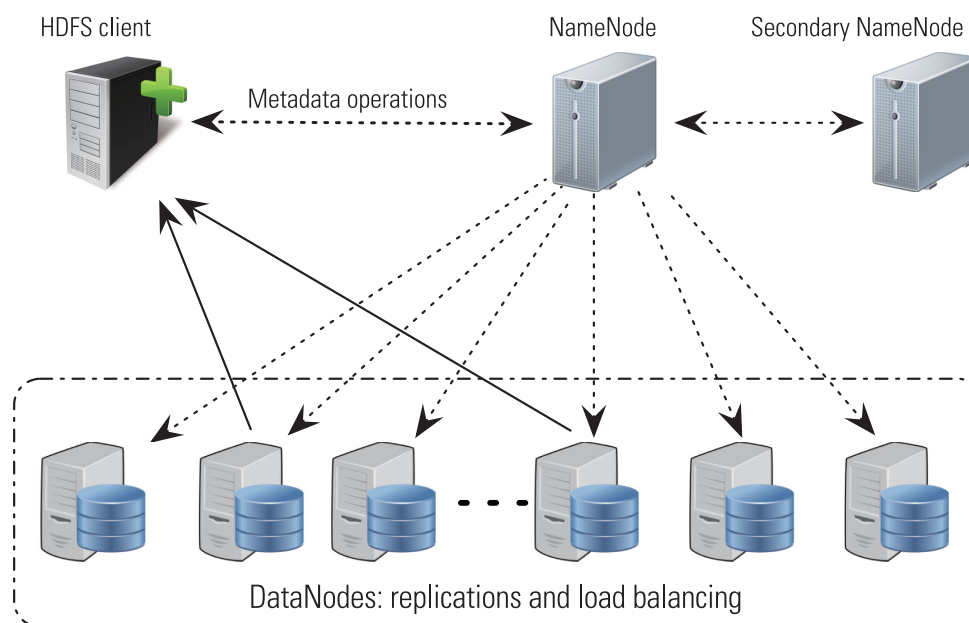 HDFS client
NameNode
Secondary NameNode
Metadata operations
DataNodes: replications and load balancing